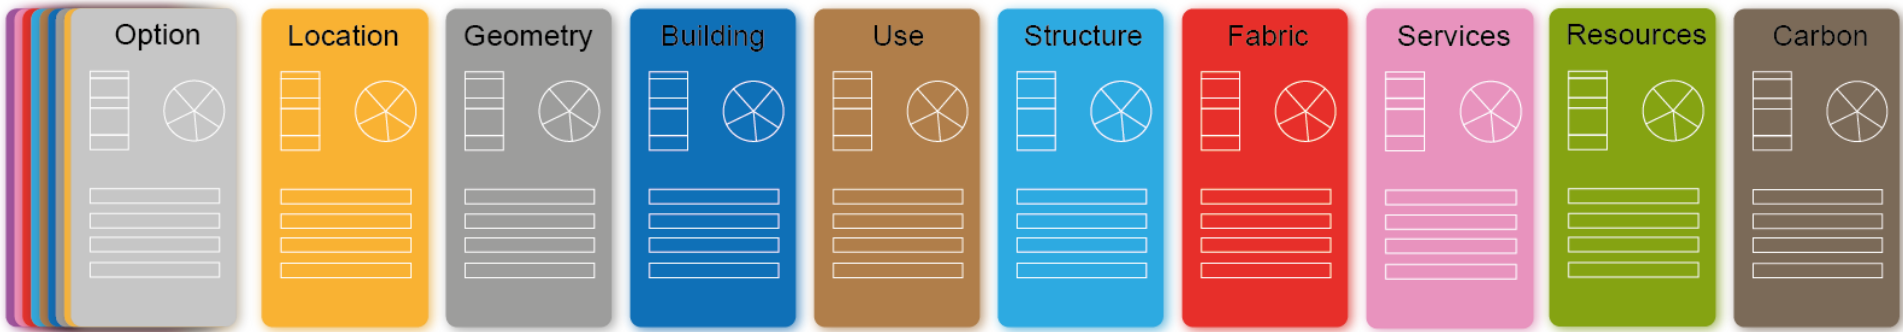 Option
Location
Geometry
Building
Use
Structure
Fabric
Services
Resources
Carbon